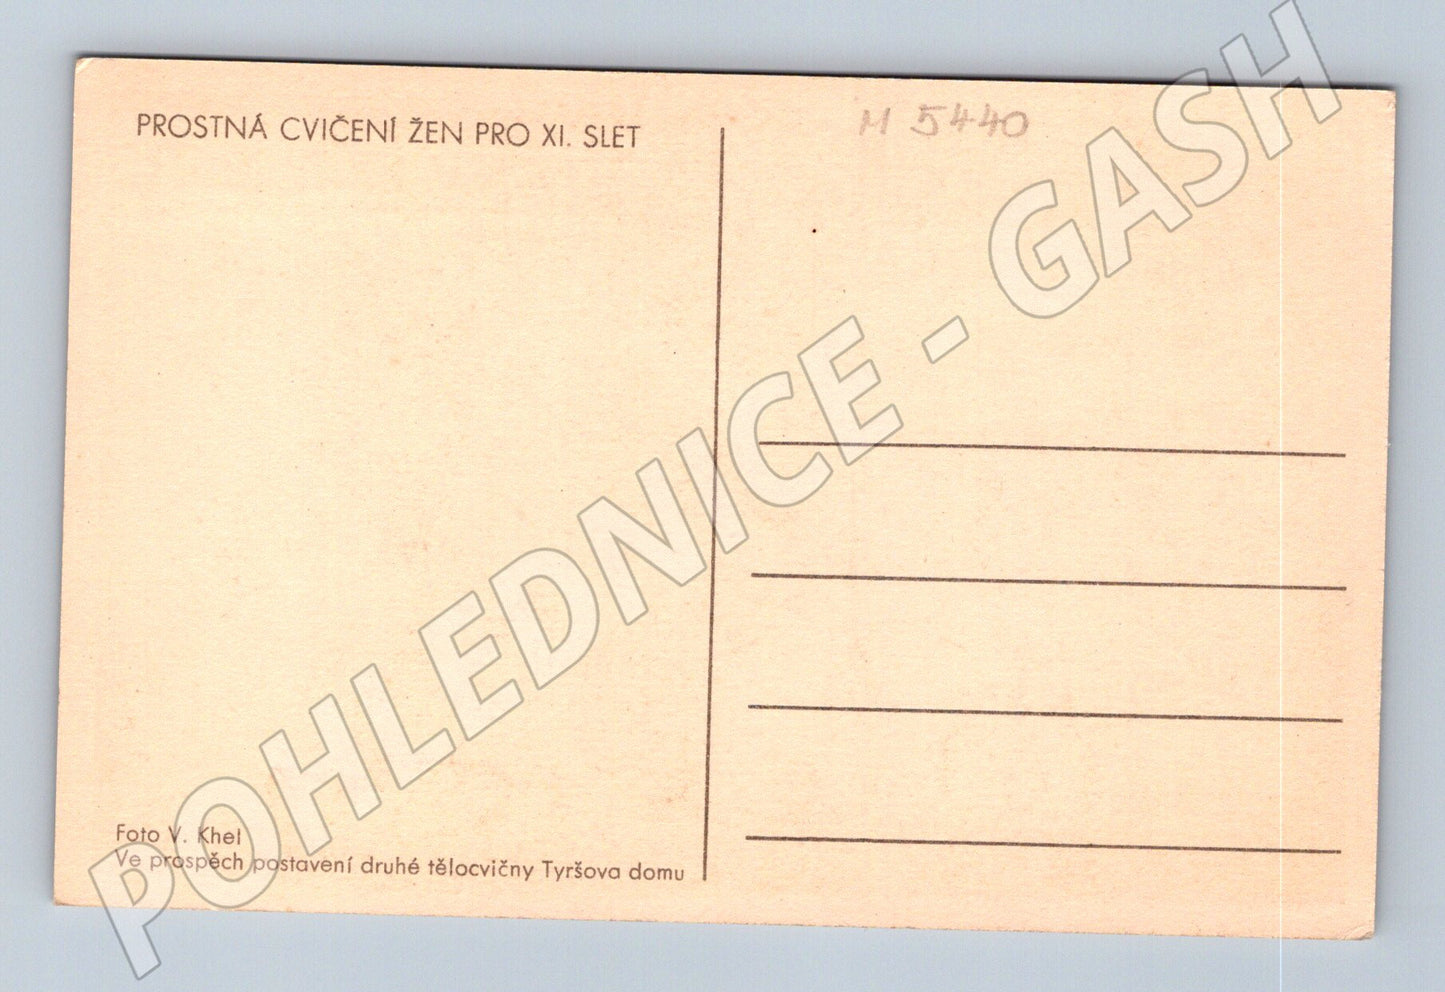 PROSTNÁ CVIČENÍ ŽEN PRO XI. SLET
M 5440
Foto V. Khel
Ve prospěch postavení druhé tělocvičny Tyršova domu
POHLEDNICE - GASH